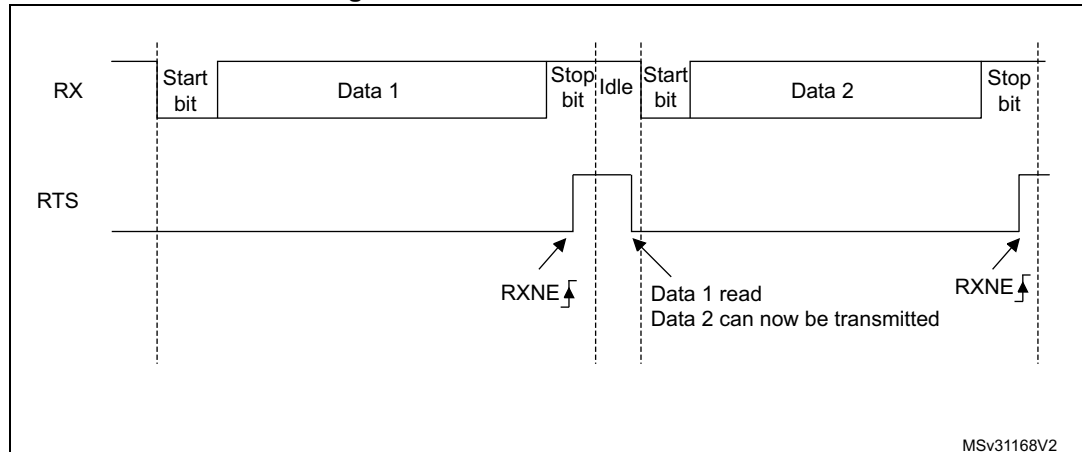 RX
Start
bit
Data 1
Stop
bit
Idle
Start
bit
Data 2
Stop
bit
RTS
RXNE
Data 1 read
Data 2 can now be transmitted
RXNE
MSv31168V2